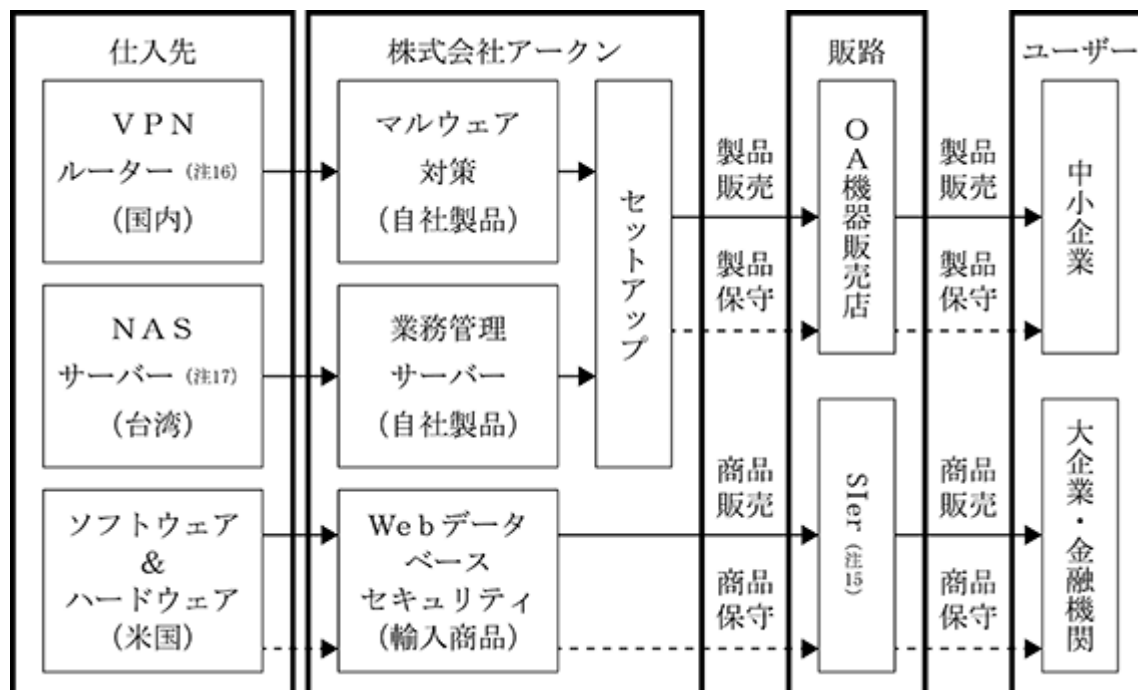 仕入先
VPN
ルーター（注16）
（国内）
NAS
サーバー（注17）
（台湾）
ソフトウェア
&
ハードウェア
（米国）
株式会社アークン
マルウェア
対策
（自社製品）
業務管理
サーバー
（自社製品）
Webデータ
ベース
セキュリティ
（輸入商品）
セットアップ
製品
販売
製品
保守
商品
販売
商品
保守
販路
OA機器販売店
SIer（注15）
製品
販売
製品
保守
商品
販売
商品
保守
ユーザー
中小企業
大企業・金融機関